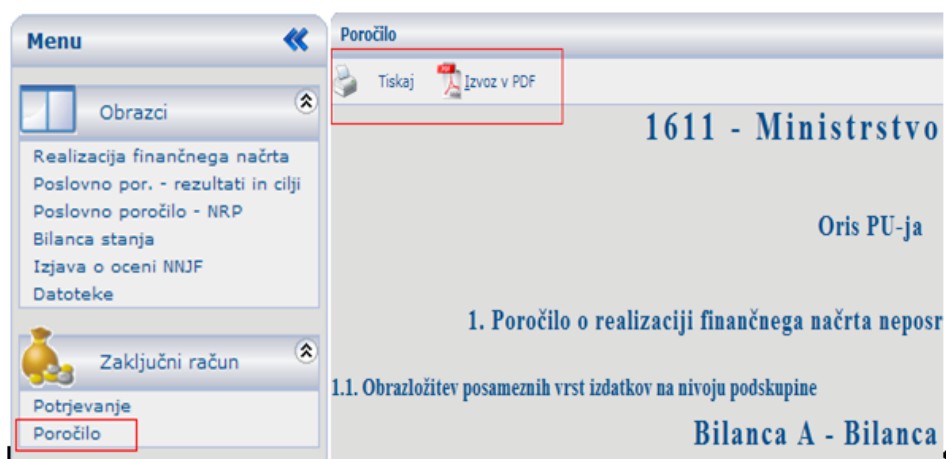 Menu
Obrazci
Realizacija finančnega načrta
Poslovno por. - rezultati in cilji
Poslovno poročilo - NRP
Bilanca stanja
Izjava o oceni NNJF
Datoteke
Zaključni račun
Potrjevanje
Poročilo
Poročilo
Tiskaj
Izvoz v PDF
1611 - Ministrstvo
Oris PU-ja
1. Poročilo o realizaciji finančnega načrta neposr
1.1. Obrazložitev posameznih vrst izdatkov na nivoju podskupine
Bilanca A - Bilanca